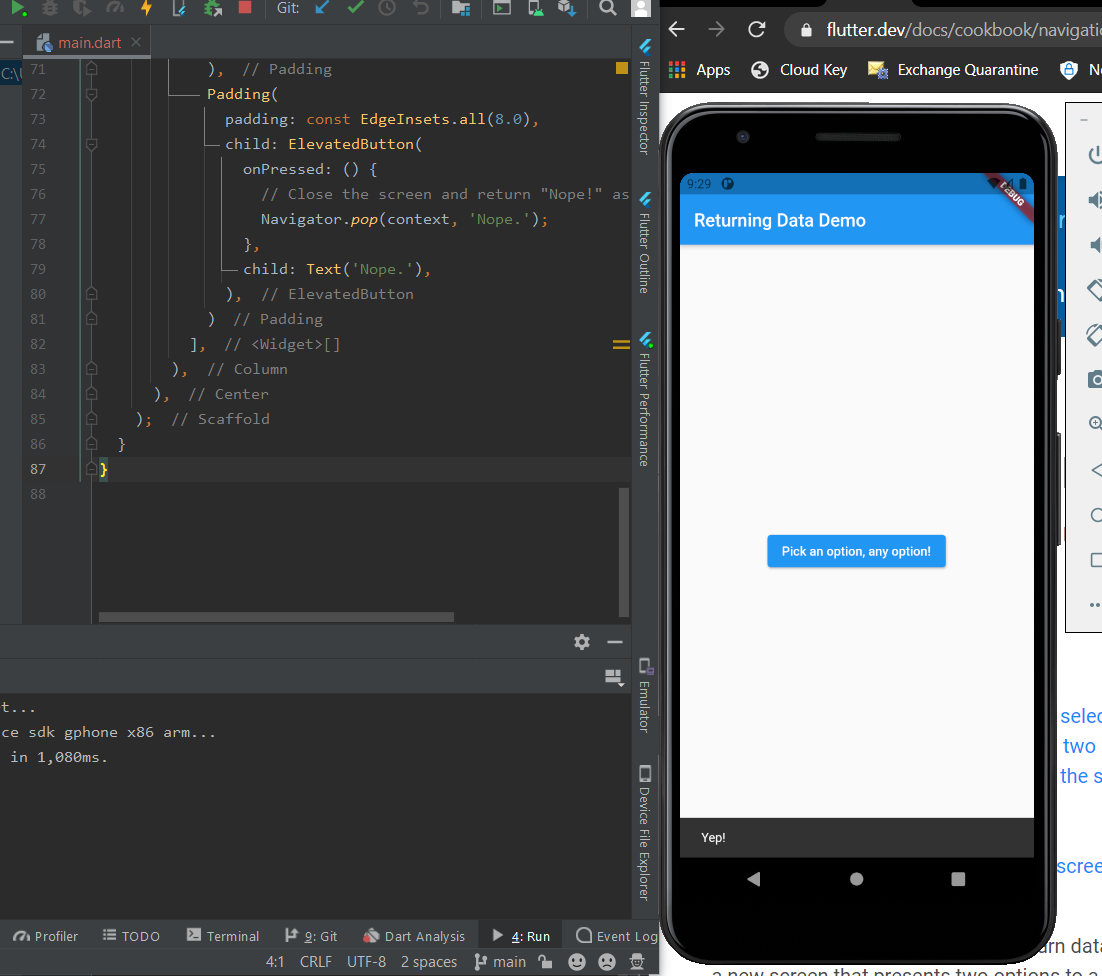 Git:
flutter.dev/docs/cookbook/navigatio
main.dart
Apps
Cloud Key
Exchange Quarantine
C:\
71 ), // Padding
72 Padding(
73 padding: const EdgeInsets.all(8.0),
74 child: ElevatedButton(
75 onPressed: () {
76 // Close the screen and return "Nope!" as
77 Navigator.pop(context, 'Nope.');
78 },
79 child: Text('Nope.'),
80 ), // ElevatedButton
81 ) // Padding
82 ], // <Widget>[]
83 ), // Column
84 ), // Center
85 ); // Scaffold
86 }
87 }
88
Flutter Inspector
Flutter Outline
Flutter Performance
Emulator
Device File Explorer
t...
ce sdk gphone x86 arm...
in 1,080ms.
Profiler
TODO
Terminal
9: Git
Dart Analysis
4: Run
Event Log
4:1 CRLF UTF-8 2 spaces main
9:29
DEBUG
Returning Data Demo
Pick an option, any option!
Yep!
selec
two
the s
scree
arn data
a new screen that presents two options to a